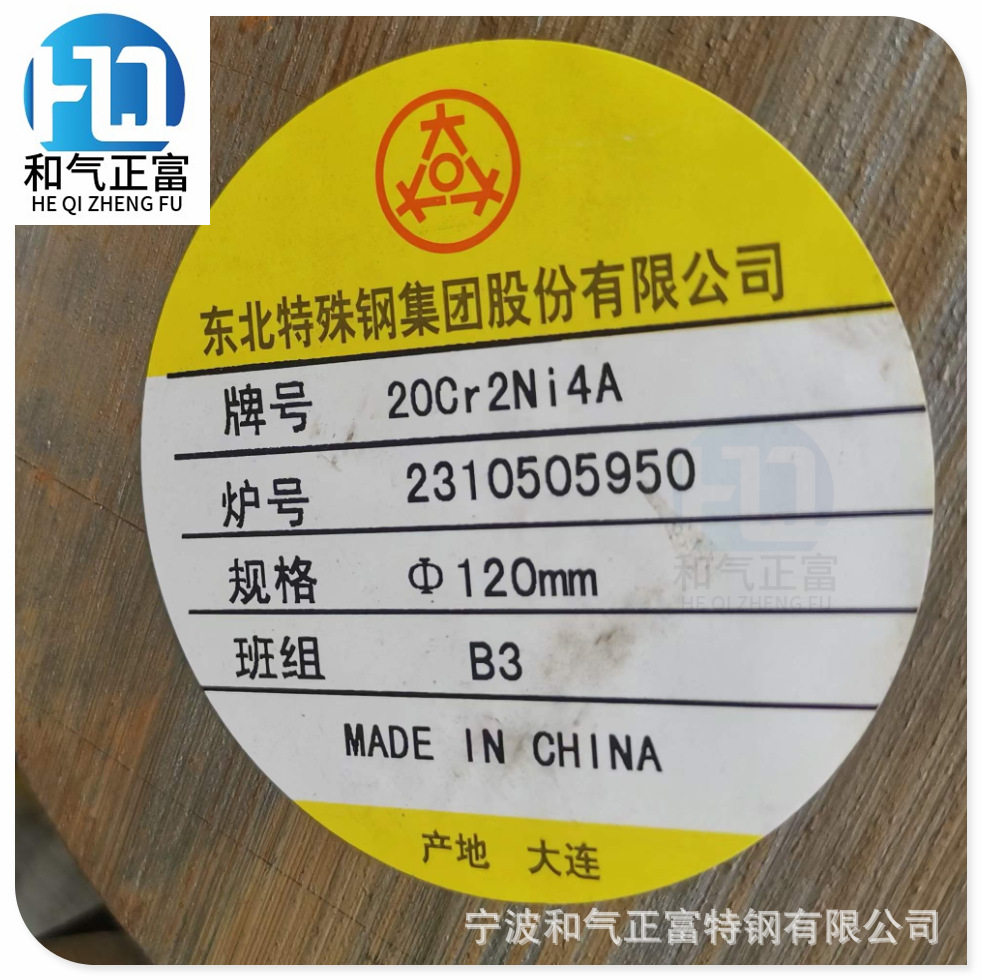 和气正富
HE QI ZHENG FU
东北特殊钢集团股份有限公司
牌号 20Cr2Ni4A
炉号 2310505950
规格 Φ120mm
班组 B3
MADE IN CHINA
产地 大连
和气正富
HE QI ZHENG FU
宁波和气正富特钢有限公司